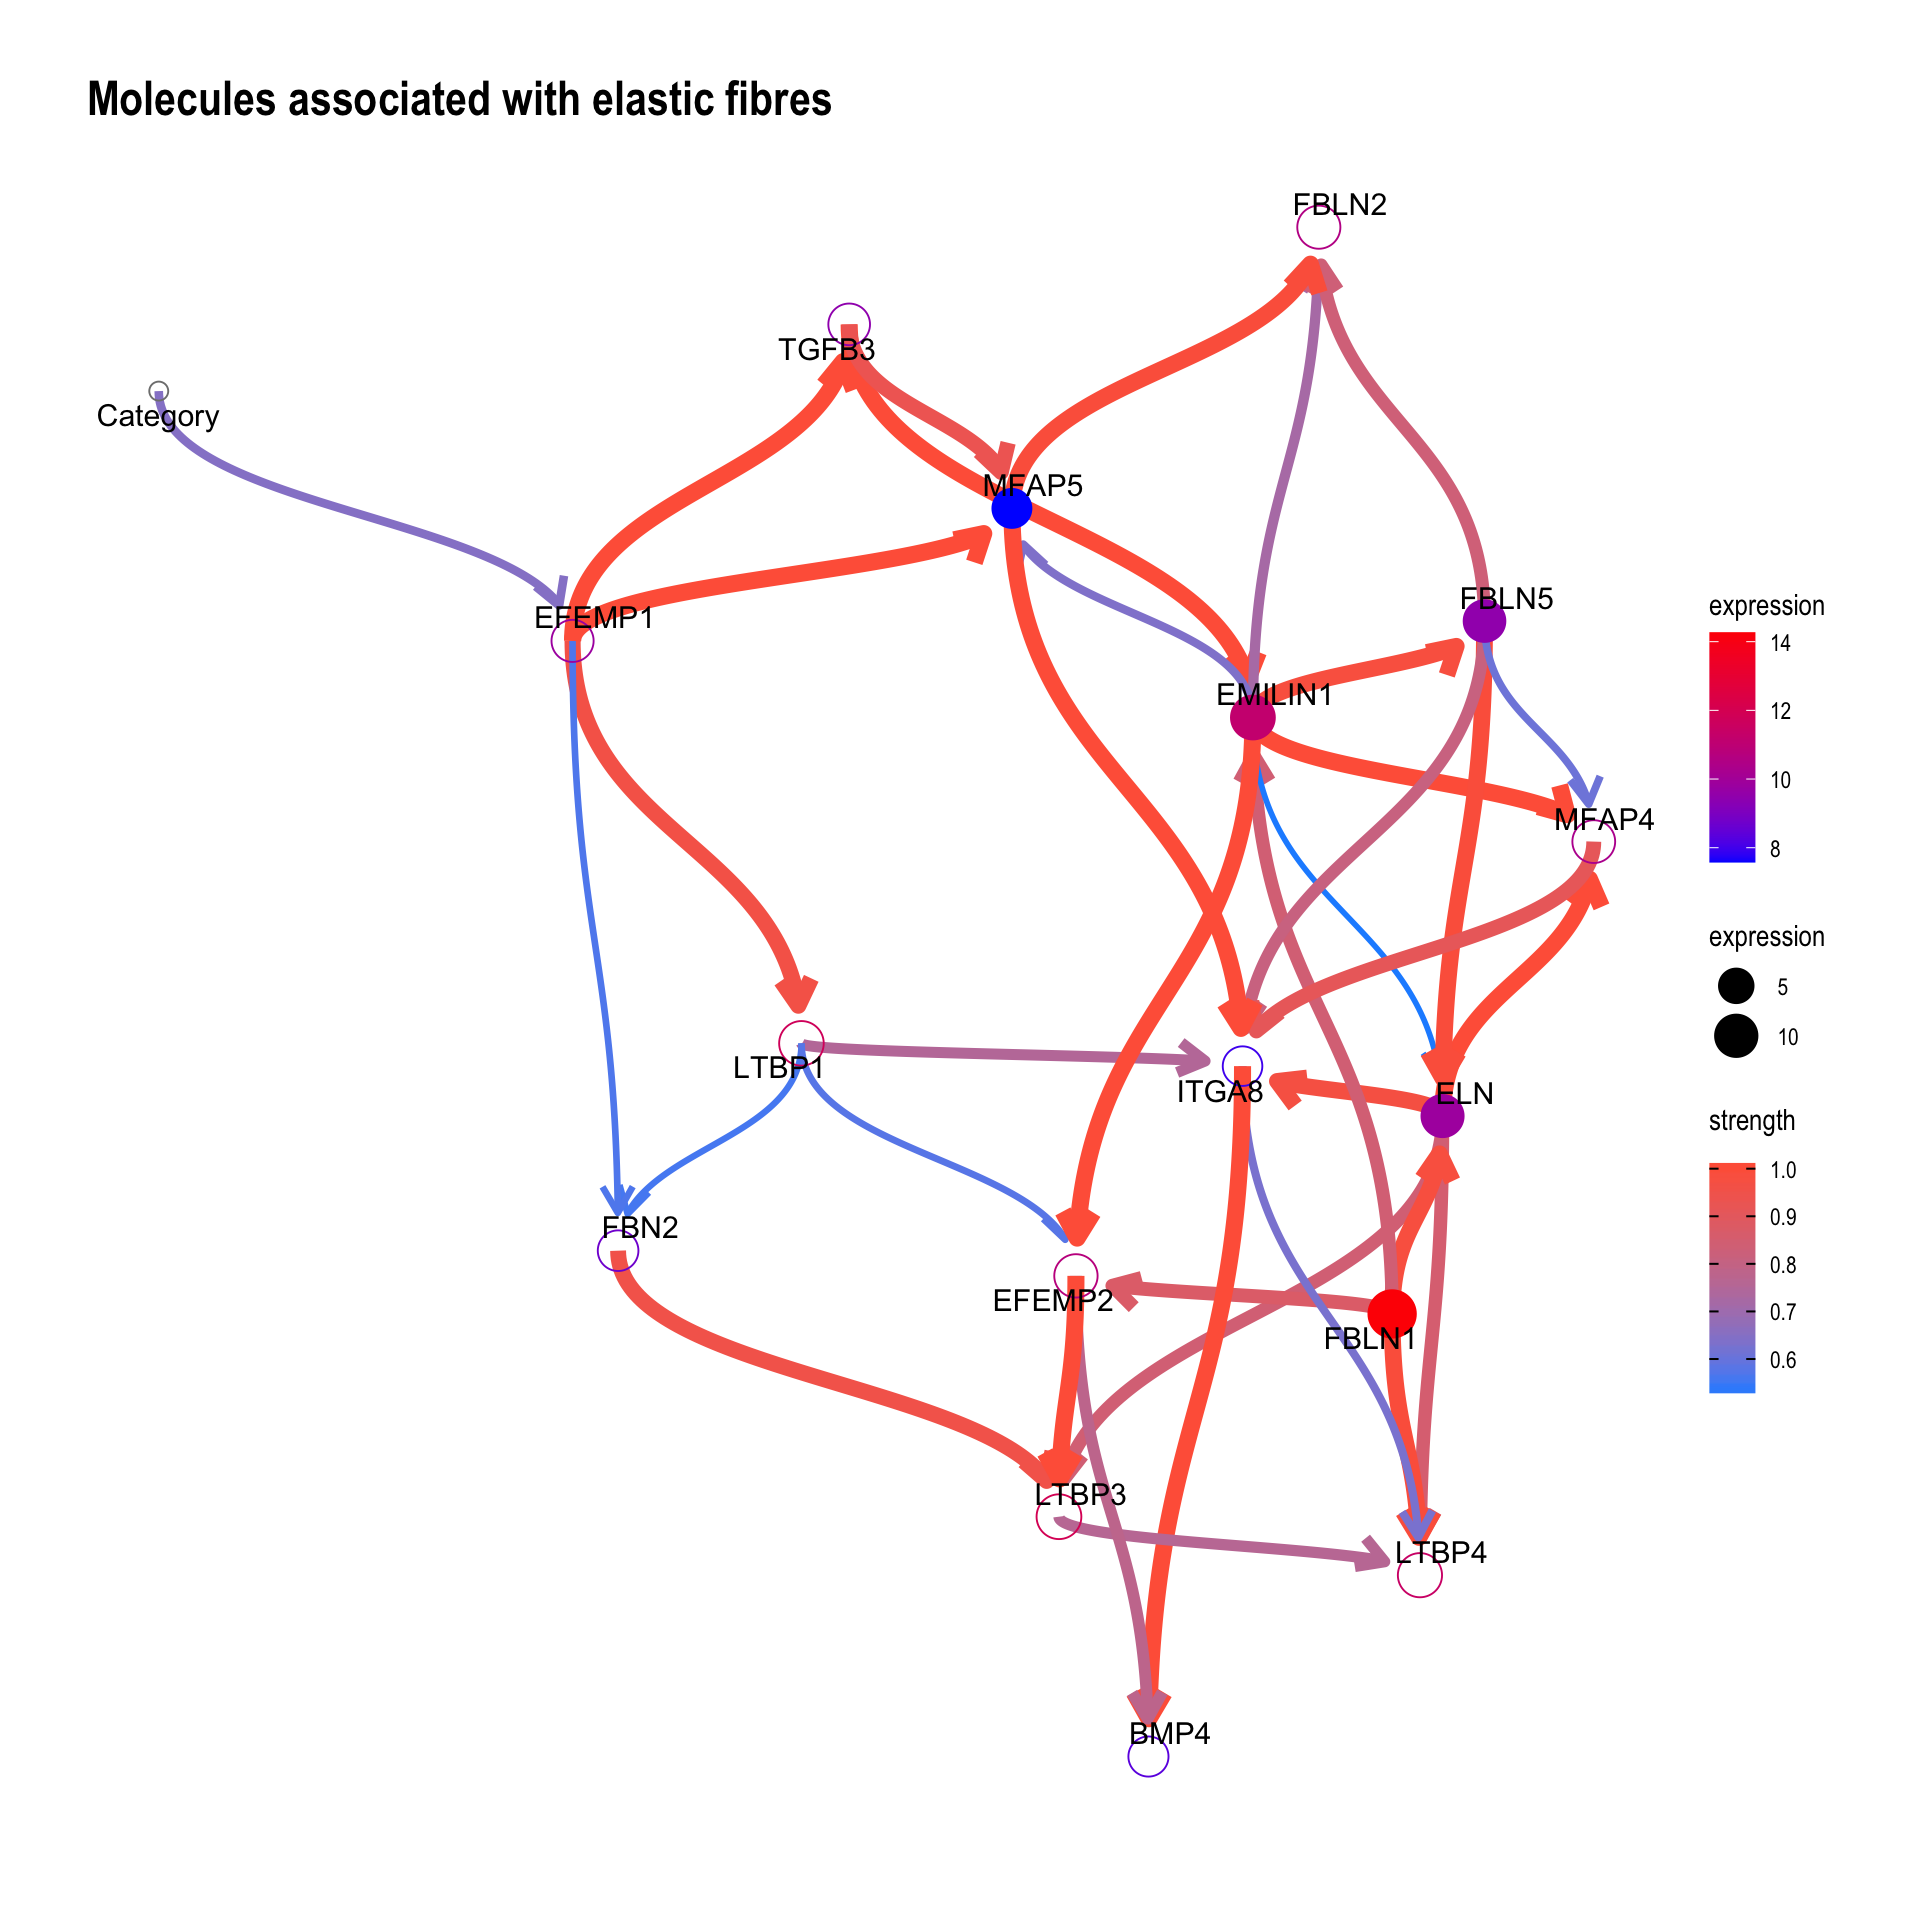 Molecules associated with elastic fibres
FBLN2
TGFB3
Category
MFAP5
EFEMP1
FBLN5
EMILIN1
MFAP4
LTBP1
ITGA8
ELN
FBN2
EFEMP2
FBLN1
LTBP3
LTBP4
BMP4
expression
14
12
10
8
expression
5
10
strength
1.0
0.9
0.8
0.7
0.6